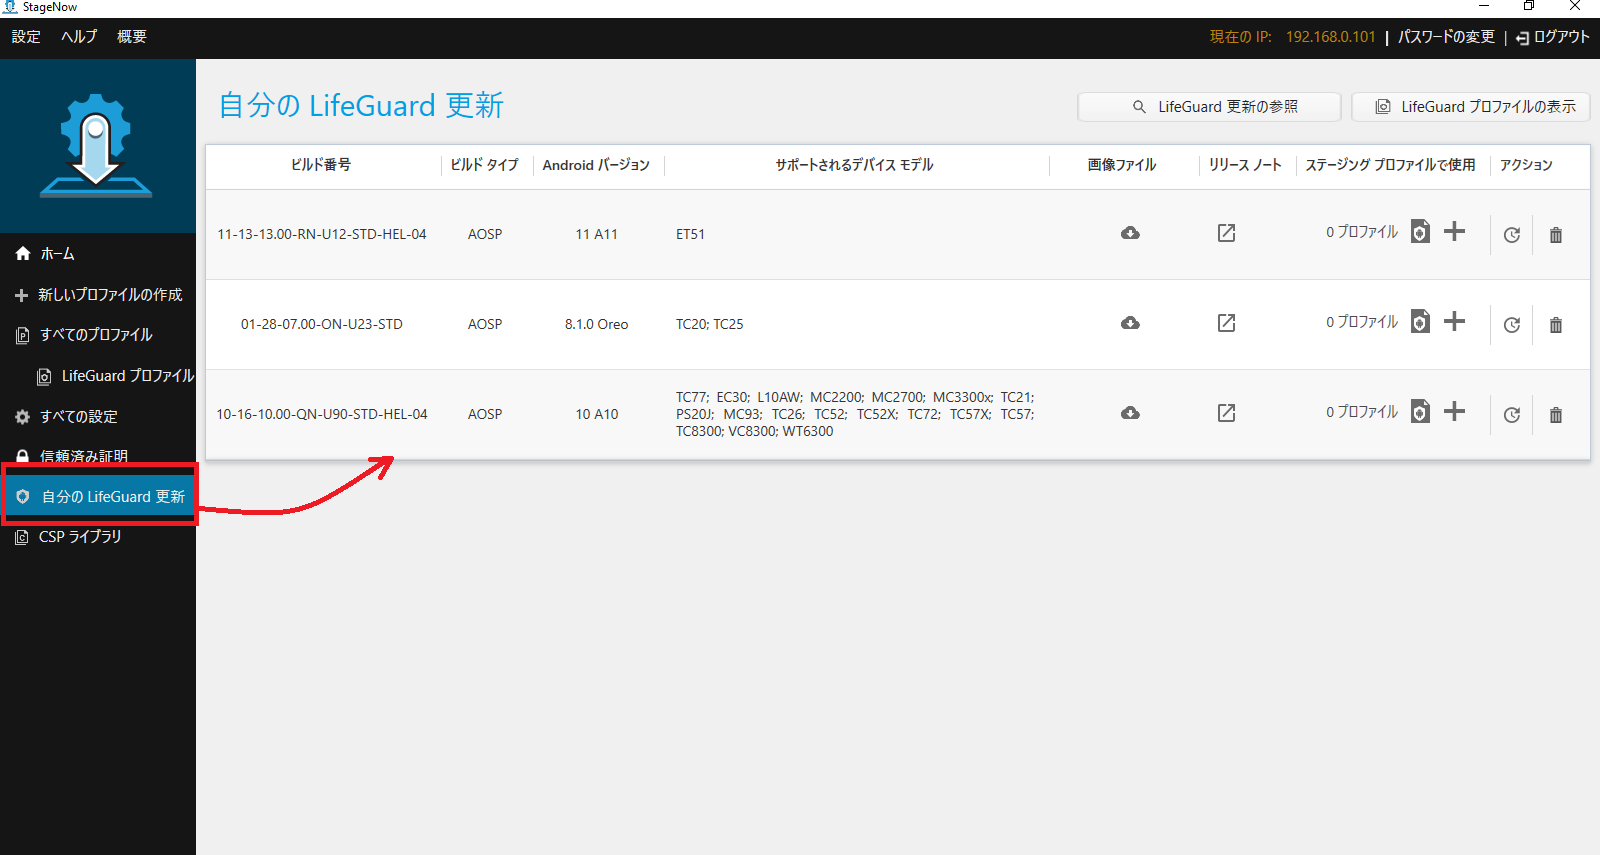 StageNow
設定 ヘルプ 概要
現在の IP: 192.168.0.101 | パスワードの変更 | ログアウト
自分の LifeGuard 更新
LifeGuard 更新の参照
LifeGuard プロファイルの表示
ホーム
新しいプロファイルの作成
すべてのプロファイル
LifeGuard プロファイル
すべての設定
信頼済み証明
自分の LifeGuard 更新
CSP ライブラリ
ビルド番号 ビルド タイプ Android バージョン サポートされるデバイス モデル 画像ファイル リリース ノート ステージング プロファイルで使用 アクション
11-13-13.00-RN-U12-STD-HEL-04 AOSP 11 A11 ET51 0 プロファイル
01-28-07.00-ON-U23-STD AOSP 8.1.0 Oreo TC20; TC25 0 プロファイル
10-16-10.00-QN-U90-STD-HEL-04 AOSP 10 A10
TC77; EC30; L10AW; MC2200; MC2700; MC3300x; TC21;
PS20J; MC93; TC26; TC52; TC52X; TC72; TC57X; TC57;
TC8300; VC8300; WT6300
0 プロファイル